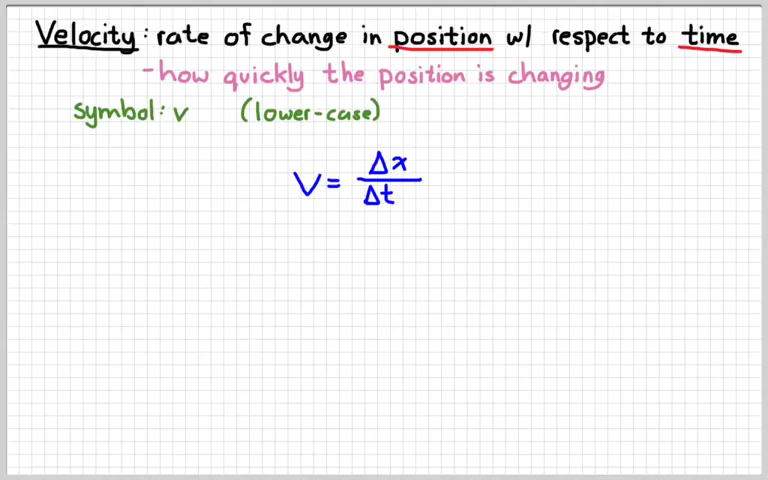 Velocity: rate of change in position w/ respect to time
-how quickly the position is changing
symbol: v (lower-case)
V = Δx/Δt